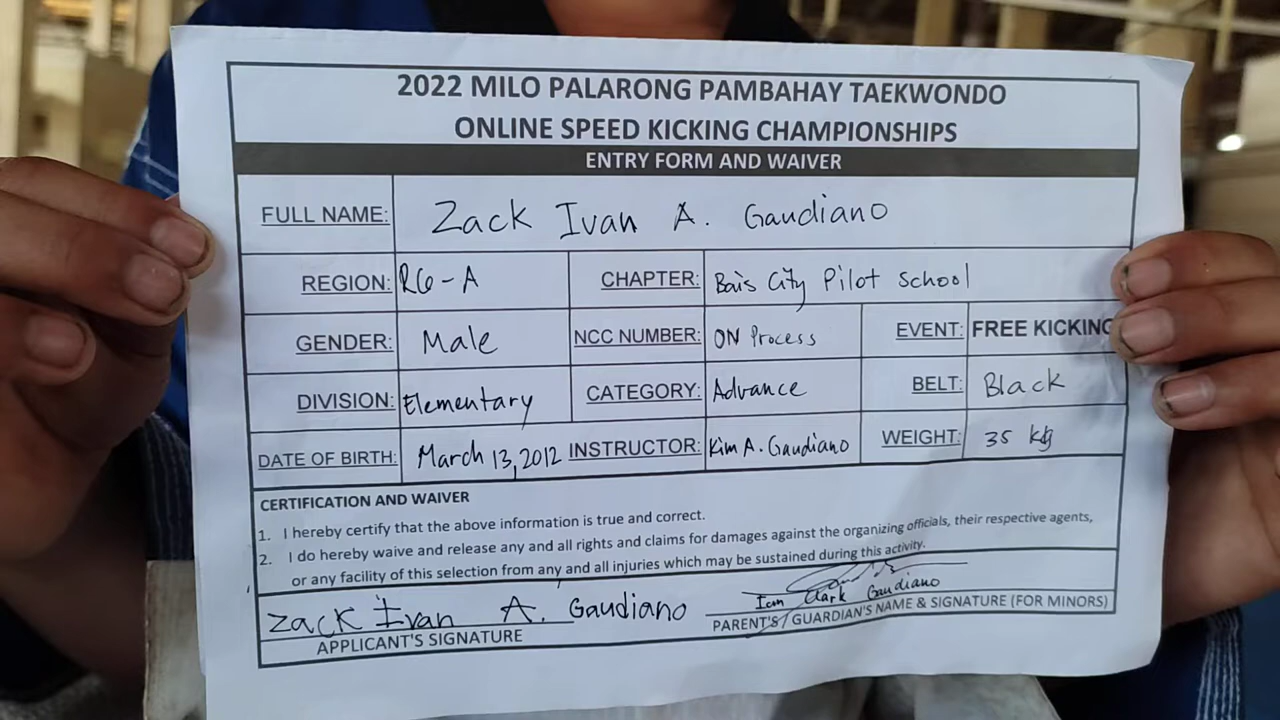 2022 MILO PALARONG PAMBAHAY TAEKWONDO
ONLINE SPEED KICKING CHAMPIONSHIPS
ENTRY FORM AND WAIVER
FULL NAME: Zack Ivan A. Gaudiano
REGION: R6-A CHAPTER: Bais City Pilot School
GENDER: Male NCC NUMBER: ON Process EVENT: FREE KICKING
DIVISION: Elementary CATEGORY: Advance BELT: Black
DATE OF BIRTH: March 13, 2012 INSTRUCTOR: Kim A. Gaudiano WEIGHT: 35 kg
CERTIFICATION AND WAIVER
1. I hereby certify that the above information is true and correct.
2. I do hereby waive and release any and all rights and claims for damages against the organizing officials, their respective agents,
or any facility of this selection from any and all injuries which may be sustained during this activity.
Zack Ivan A. Gaudiano
APPLICANT'S SIGNATURE
Ian Clark Gaudiano
PARENT'S/ GUARDIAN'S NAME & SIGNATURE (FOR MINORS)